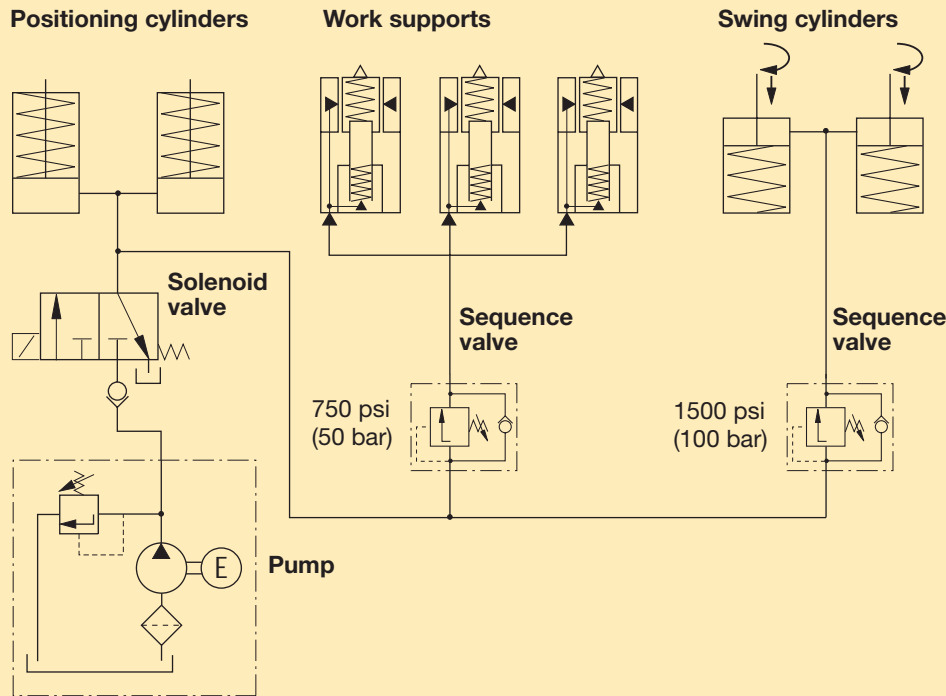 Positioning cylinders
Work supports
Swing cylinders
Solenoid
valve
Sequence
valve
Sequence
valve
750 psi
(50 bar)
1500 psi
(100 bar)
E
Pump